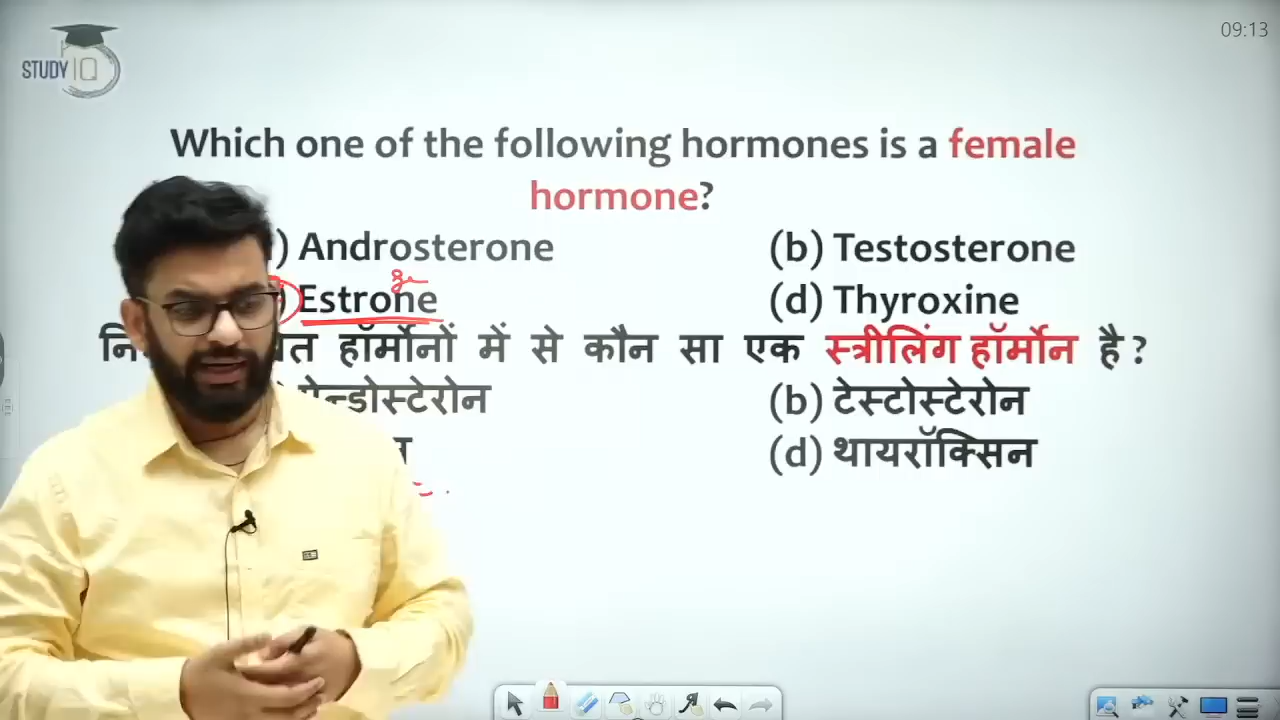 STUDY IQ
09:13
Which one of the following hormones is a female
hormone?
) Androsterone
(b) Testosterone
) Estrone
(d) Thyroxine
हॉर्मोनों में से कौन सा एक स्त्रीलिंग हॉर्मोन है?
(b) टेस्टोस्टेरोन
(d) थायरॉक्सिन